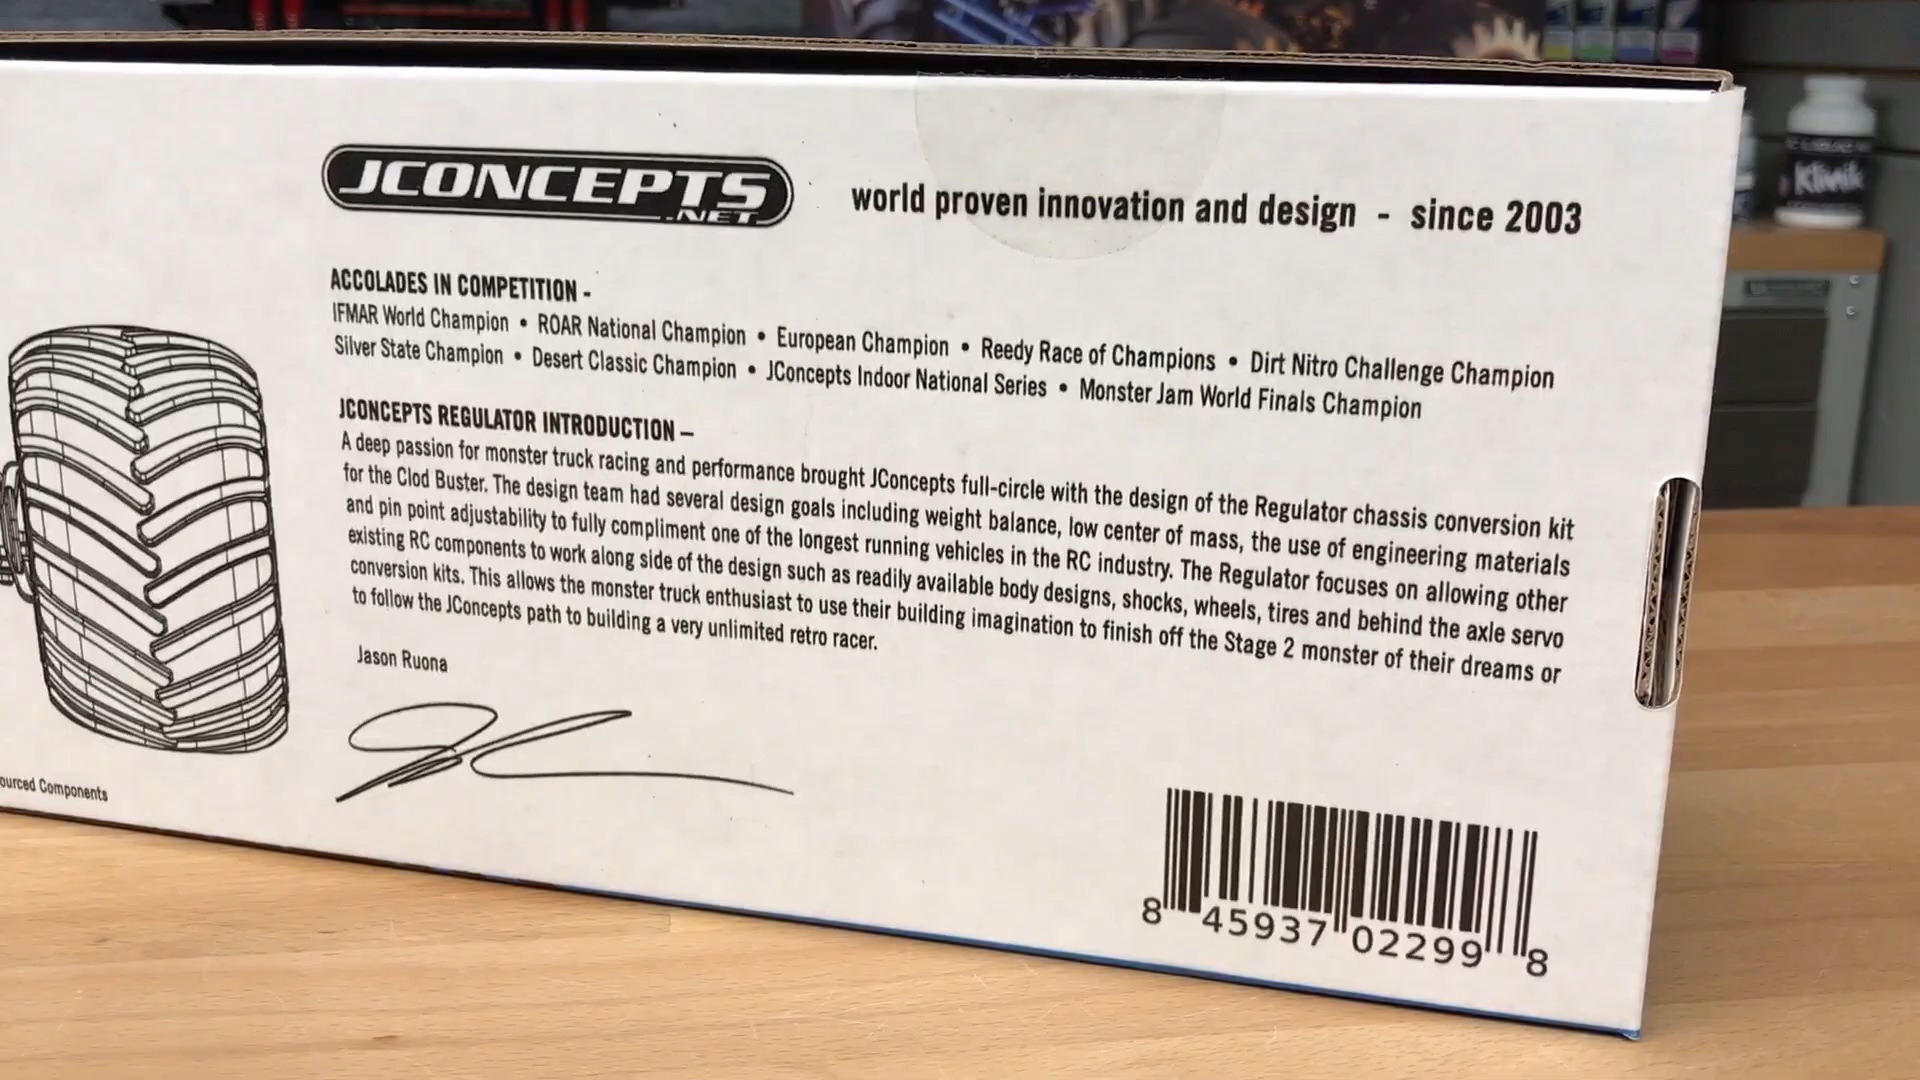 JCONCEPTS
.NET
world proven innovation and design - since 2003
ACCOLADES IN COMPETITION -
IFMAR World Champion • ROAR National Champion • European Champion • Reedy Race of Champions • Dirt Nitro Challenge Champion
Silver State Champion • Desert Classic Champion • JConcepts Indoor National Series • Monster Jam World Finals Champion
JCONCEPTS REGULATOR INTRODUCTION –
A deep passion for monster truck racing and performance brought JConcepts full-circle with the design of the Regulator chassis conversion kit
for the Clod Buster. The design team had several design goals including weight balance, low center of mass, the use of engineering materials
and pin point adjustability to fully compliment one of the longest running vehicles in the RC industry. The Regulator focuses on allowing other
existing RC components to work along side of the design such as readily available body designs, shocks, wheels, tires and behind the axle servo
conversion kits. This allows the monster truck enthusiast to use their building imagination to finish off the Stage 2 monster of their dreams or
to follow the JConcepts path to building a very unlimited retro racer.
Jason Ruona
ourced Components
8 45937 02299 8
Klinik